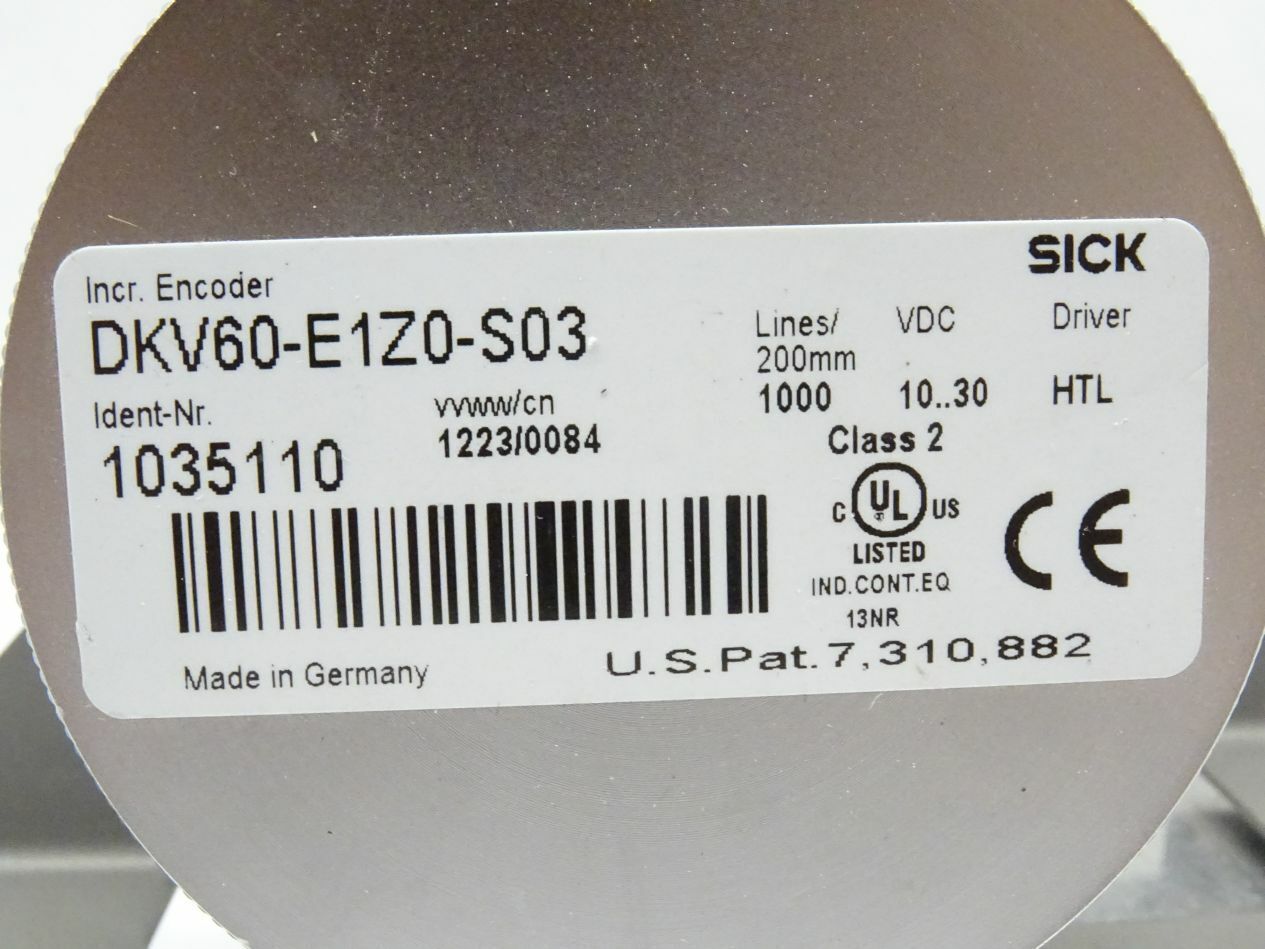 SICK
Incr. Encoder
DKV60-E1Z0-S03
Lines/ VDC Driver
200mm
1000 10..30 HTL
Ident-Nr. yyww/cn
1035110 1223/0084
Class 2
C UL US
LISTED
IND.CONT.EQ
13NR
CE
Made in Germany
U.S.Pat.7,310,882